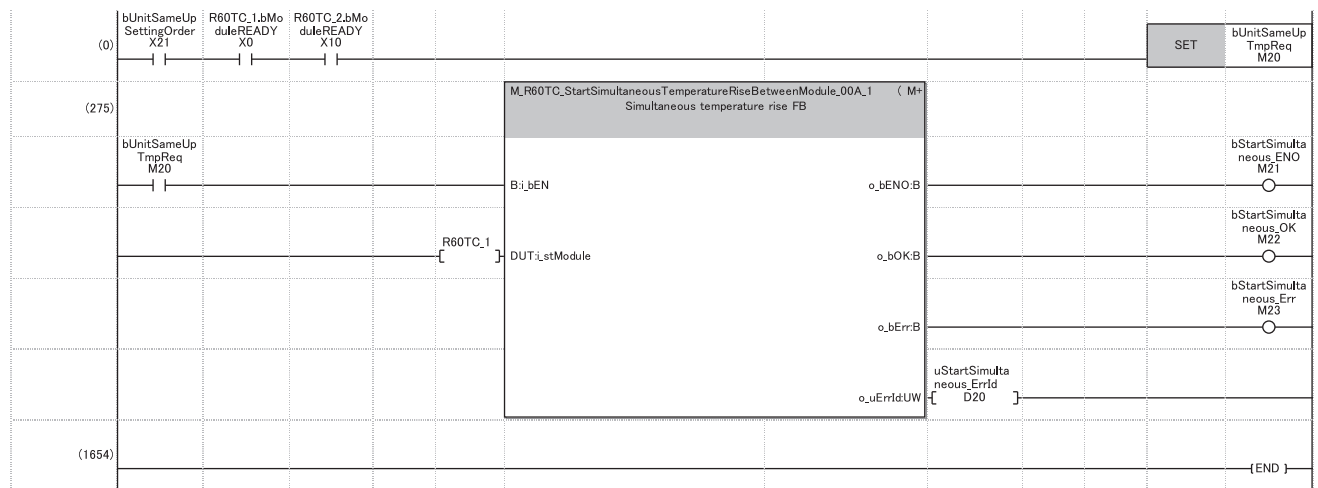 bUnitSameUp R60TC_1.bMo R60TC_2.bMo
SettingOrder duleREADY duleREADY
X21 X0 X10
(0)
SET
bUnitSameUp
TmpReq
M20
(275)
M_R60TC_StartSimultaneousTemperatureRiseBetweenModule_00A_1 ( M+
Simultaneous temperature rise FB
bUnitSameUp
TmpReq
M20
B:i_bEN
o_bENO:B
bStartSimulta
neous_ENO
M21
R60TC_1
DUT:i_stModule
o_bOK:B
bStartSimulta
neous_OK
M22
o_bErr:B
bStartSimulta
neous_Err
M23
o_uErrId:UW
uStartSimulta
neous_ErrId
D20
(1654)
END